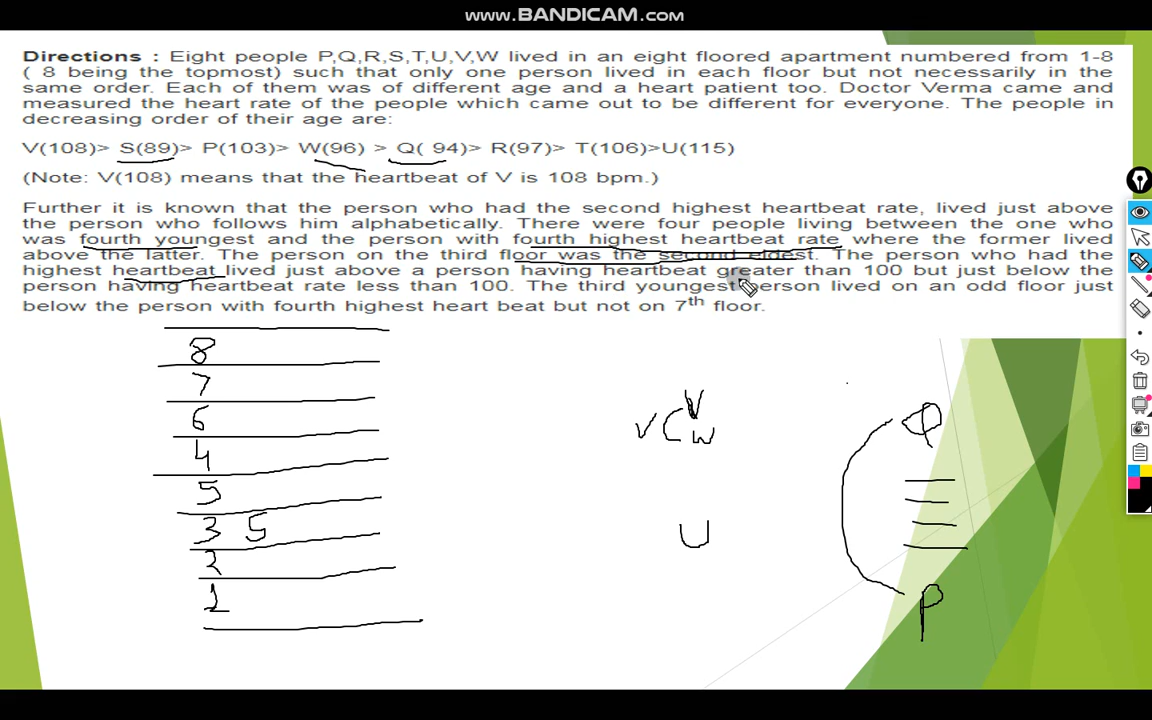 www.BANDICAM.com
Directions : Eight people P,Q,R,S,T,U,V,W lived in an eight floored apartment numbered from 1-8
( 8 being the topmost) such that only one person lived in each floor but not necessarily in the
same order. Each of them was of different age and a heart patient too. Doctor Verma came and
measured the heart rate of the people which came out to be different for everyone. The people in
decreasing order of their age are:
V(108)> S(89)> P(103)> W(96) > Q( 94)> R(97)> T(106)>U(115)
(Note: V(108) means that the heartbeat of V is 108 bpm.)
Further it is known that the person who had the second highest heartbeat rate, lived just above
the person who follows him alphabetically. There were four people living between the one who
was fourth youngest and the person with fourth highest heartbeat rate where the former lived
above the latter. The person on the third floor was the second eldest. The person who had the
highest heartbeat lived just above a person having heartbeat greater than 100 but just below the
person having heartbeat rate less than 100. The third youngest person lived on an odd floor just
below the person with fourth highest heart beat but not on 7th floor.
8
7
6
4
5
3 5
2
1
V
V ( W
U
Q
P